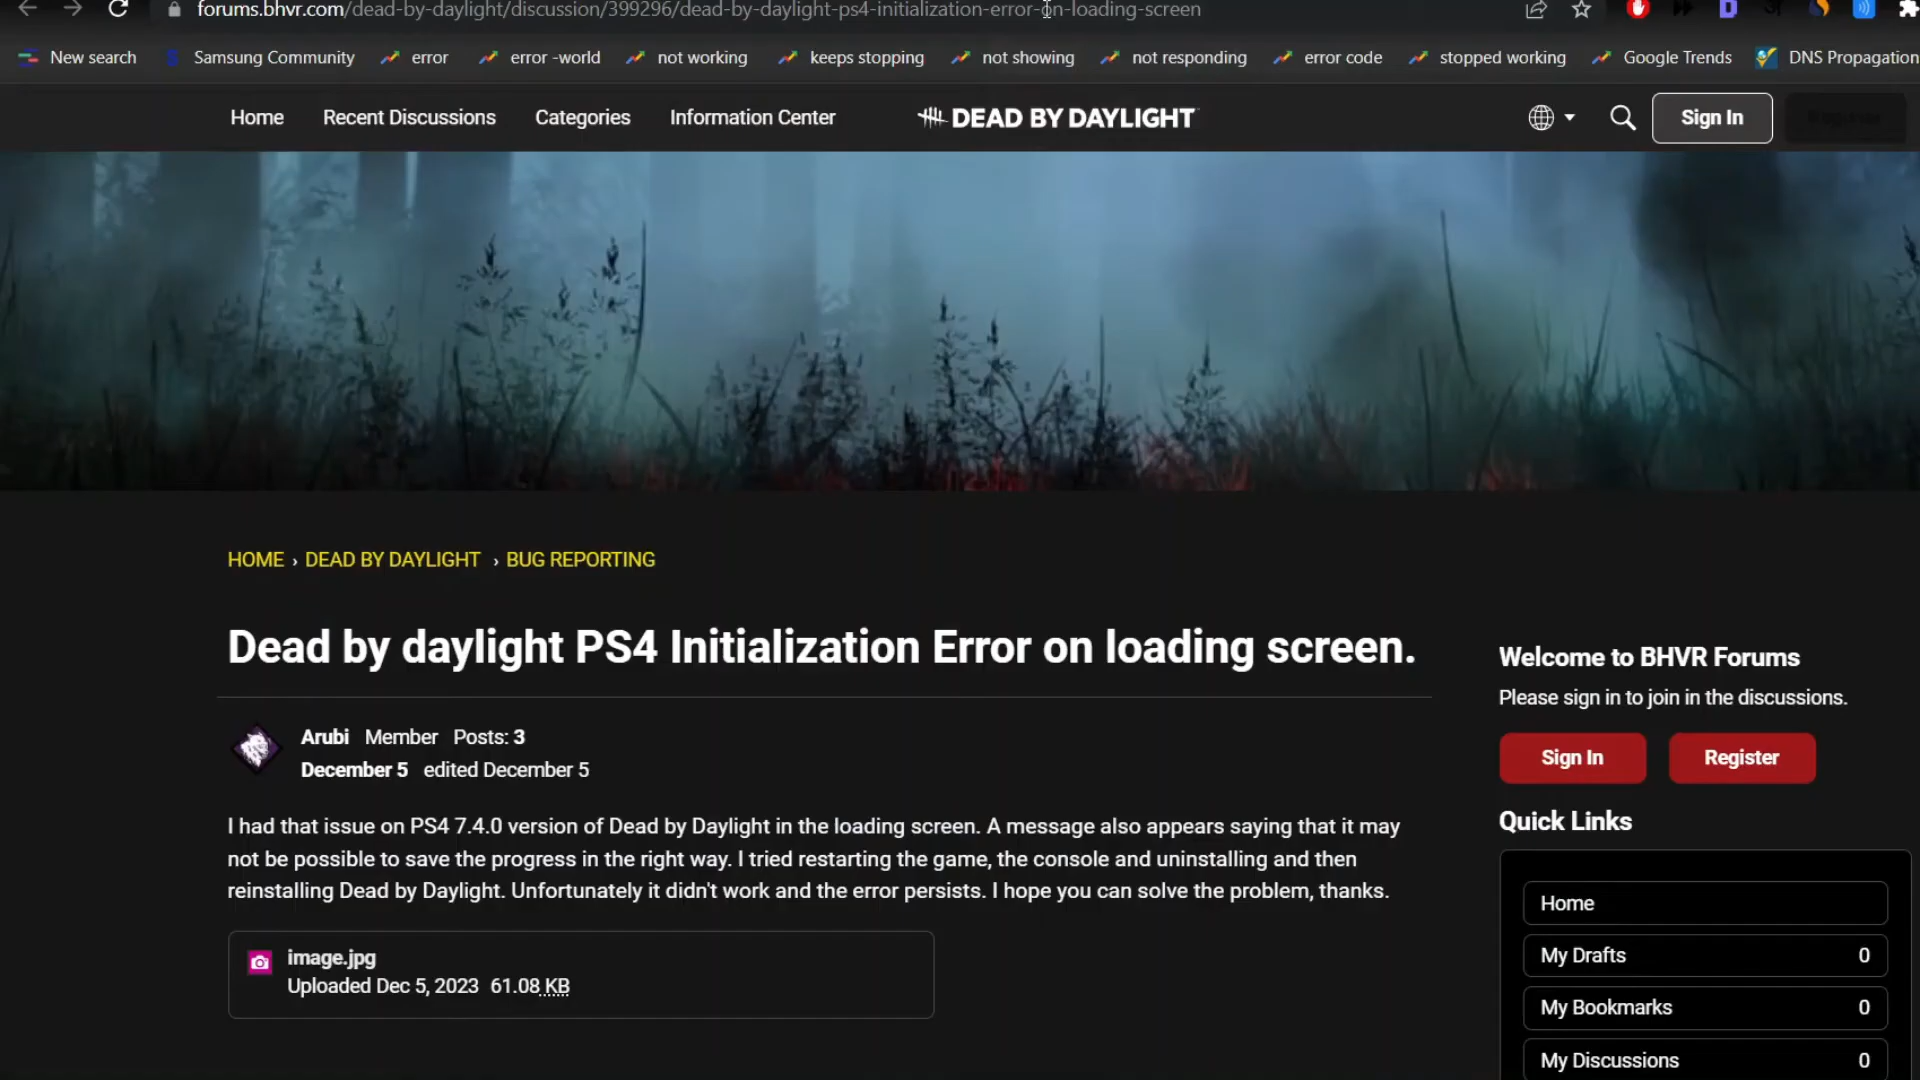 forums.bhvr.com/dead-by-daylight/discussion/399296/dead-by-daylight-ps4-initialization-error-on-loading-screen
New search Samsung Community error error -world not working keeps stopping not showing not responding error code stopped working Google Trends DNS Propagation
Home Recent Discussions Categories Information Center DEAD BY DAYLIGHT Sign In Register
HOME › DEAD BY DAYLIGHT › BUG REPORTING
Dead by daylight PS4 Initialization Error on loading screen.
Arubi Member Posts: 3
December 5 edited December 5
I had that issue on PS4 7.4.0 version of Dead by Daylight in the loading screen. A message also appears saying that it may
not be possible to save the progress in the right way. I tried restarting the game, the console and uninstalling and then
reinstalling Dead by Daylight. Unfortunately it didn't work and the error persists. I hope you can solve the problem, thanks.
image.jpg
Uploaded Dec 5, 2023 61.08 KB
Welcome to BHVR Forums
Please sign in to join in the discussions.
Sign In Register
Quick Links
Home
My Drafts 0
My Bookmarks 0
My Discussions 0